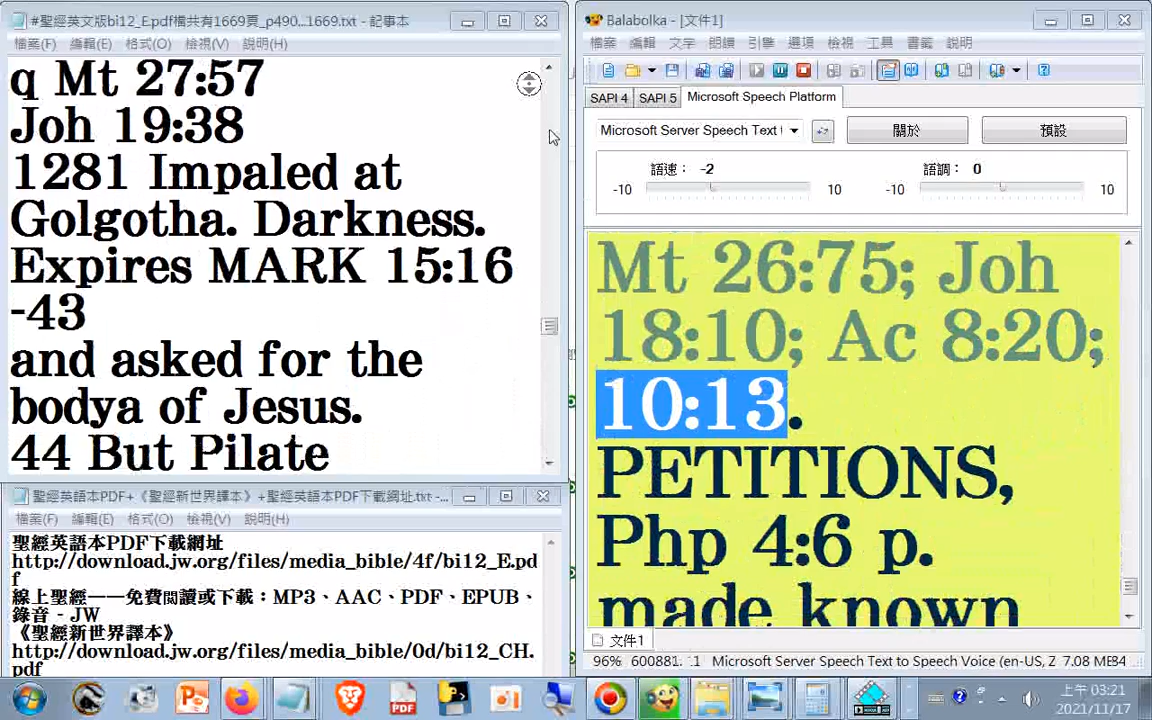 #聖經英文版bi12_E.pdf檔共有1669頁_p490...1669.txt - 記事本
檔案(F) 編輯(E) 格式(O) 檢視(V) 說明(H)
q Mt 27:57
Joh 19:38
1281 Impaled at
Golgotha. Darkness.
Expires MARK 15:16
-43
and asked for the
bodya of Jesus.
44 But Pilate
聖經英語本PDF+《聖經新世界譯本》+聖經英語本PDF下載網址.txt -...
檔案(F) 編輯(E) 格式(O) 檢視(V) 說明(H)
聖經英語本PDF下載網址
http://download.jw.org/files/media_bible/4f/bi12_E.pd
f
線上聖經——免費閱讀或下載：MP3、AAC、PDF、EPUB、
錄音 - JW
《聖經新世界譯本》
http://download.jw.org/files/media_bible/0d/bi12_CH.
pdf
Balabolka - [文件1]
檔案 編輯 文字 朗讀 引擎 選項 檢視 工具 書籤 說明
SAPI 4 SAPI 5 Microsoft Speech Platform
Microsoft Server Speech Text 關於 預設
語速： -2 語調： 0
-10 10 -10 10
Mt 26:75; Joh
18:10; Ac 8:20;
10:13.
PETITIONS,
Php 4:6 p.
made known
文件1
96% 600881. .1 Microsoft Server Speech Text to Speech Voice (en-US, Z 7.08 MB
上午 03:21
2021/11/17